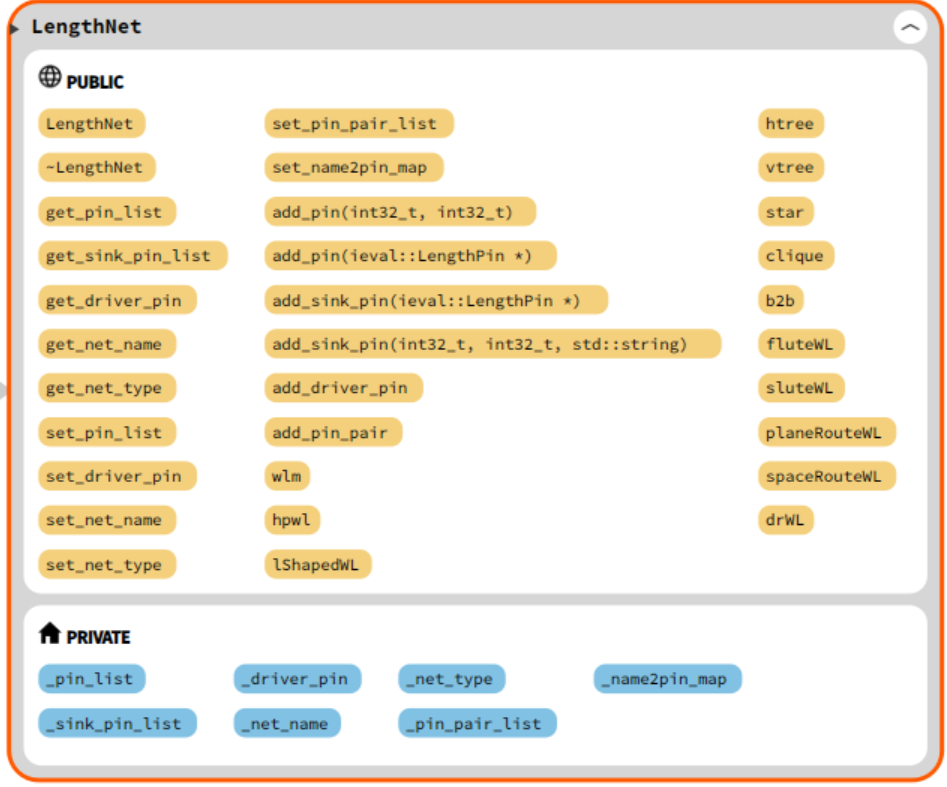 LengthNet
PUBLIC
LengthNet set_pin_pair_list htree
~LengthNet set_name2pin_map vtree
get_pin_list add_pin(int32_t, int32_t) star
get_sink_pin_list add_pin(ieval::LengthPin *) clique
get_driver_pin add_sink_pin(ieval::LengthPin *) b2b
get_net_name add_sink_pin(int32_t, int32_t, std::string) fluteWL
get_net_type add_driver_pin sluteWL
set_pin_list add_pin_pair planeRouteWL
set_driver_pin wlm spaceRouteWL
set_net_name hpwl drWL
set_net_type lShapedWL
PRIVATE
_pin_list _driver_pin _net_type _name2pin_map
_sink_pin_list _net_name _pin_pair_list